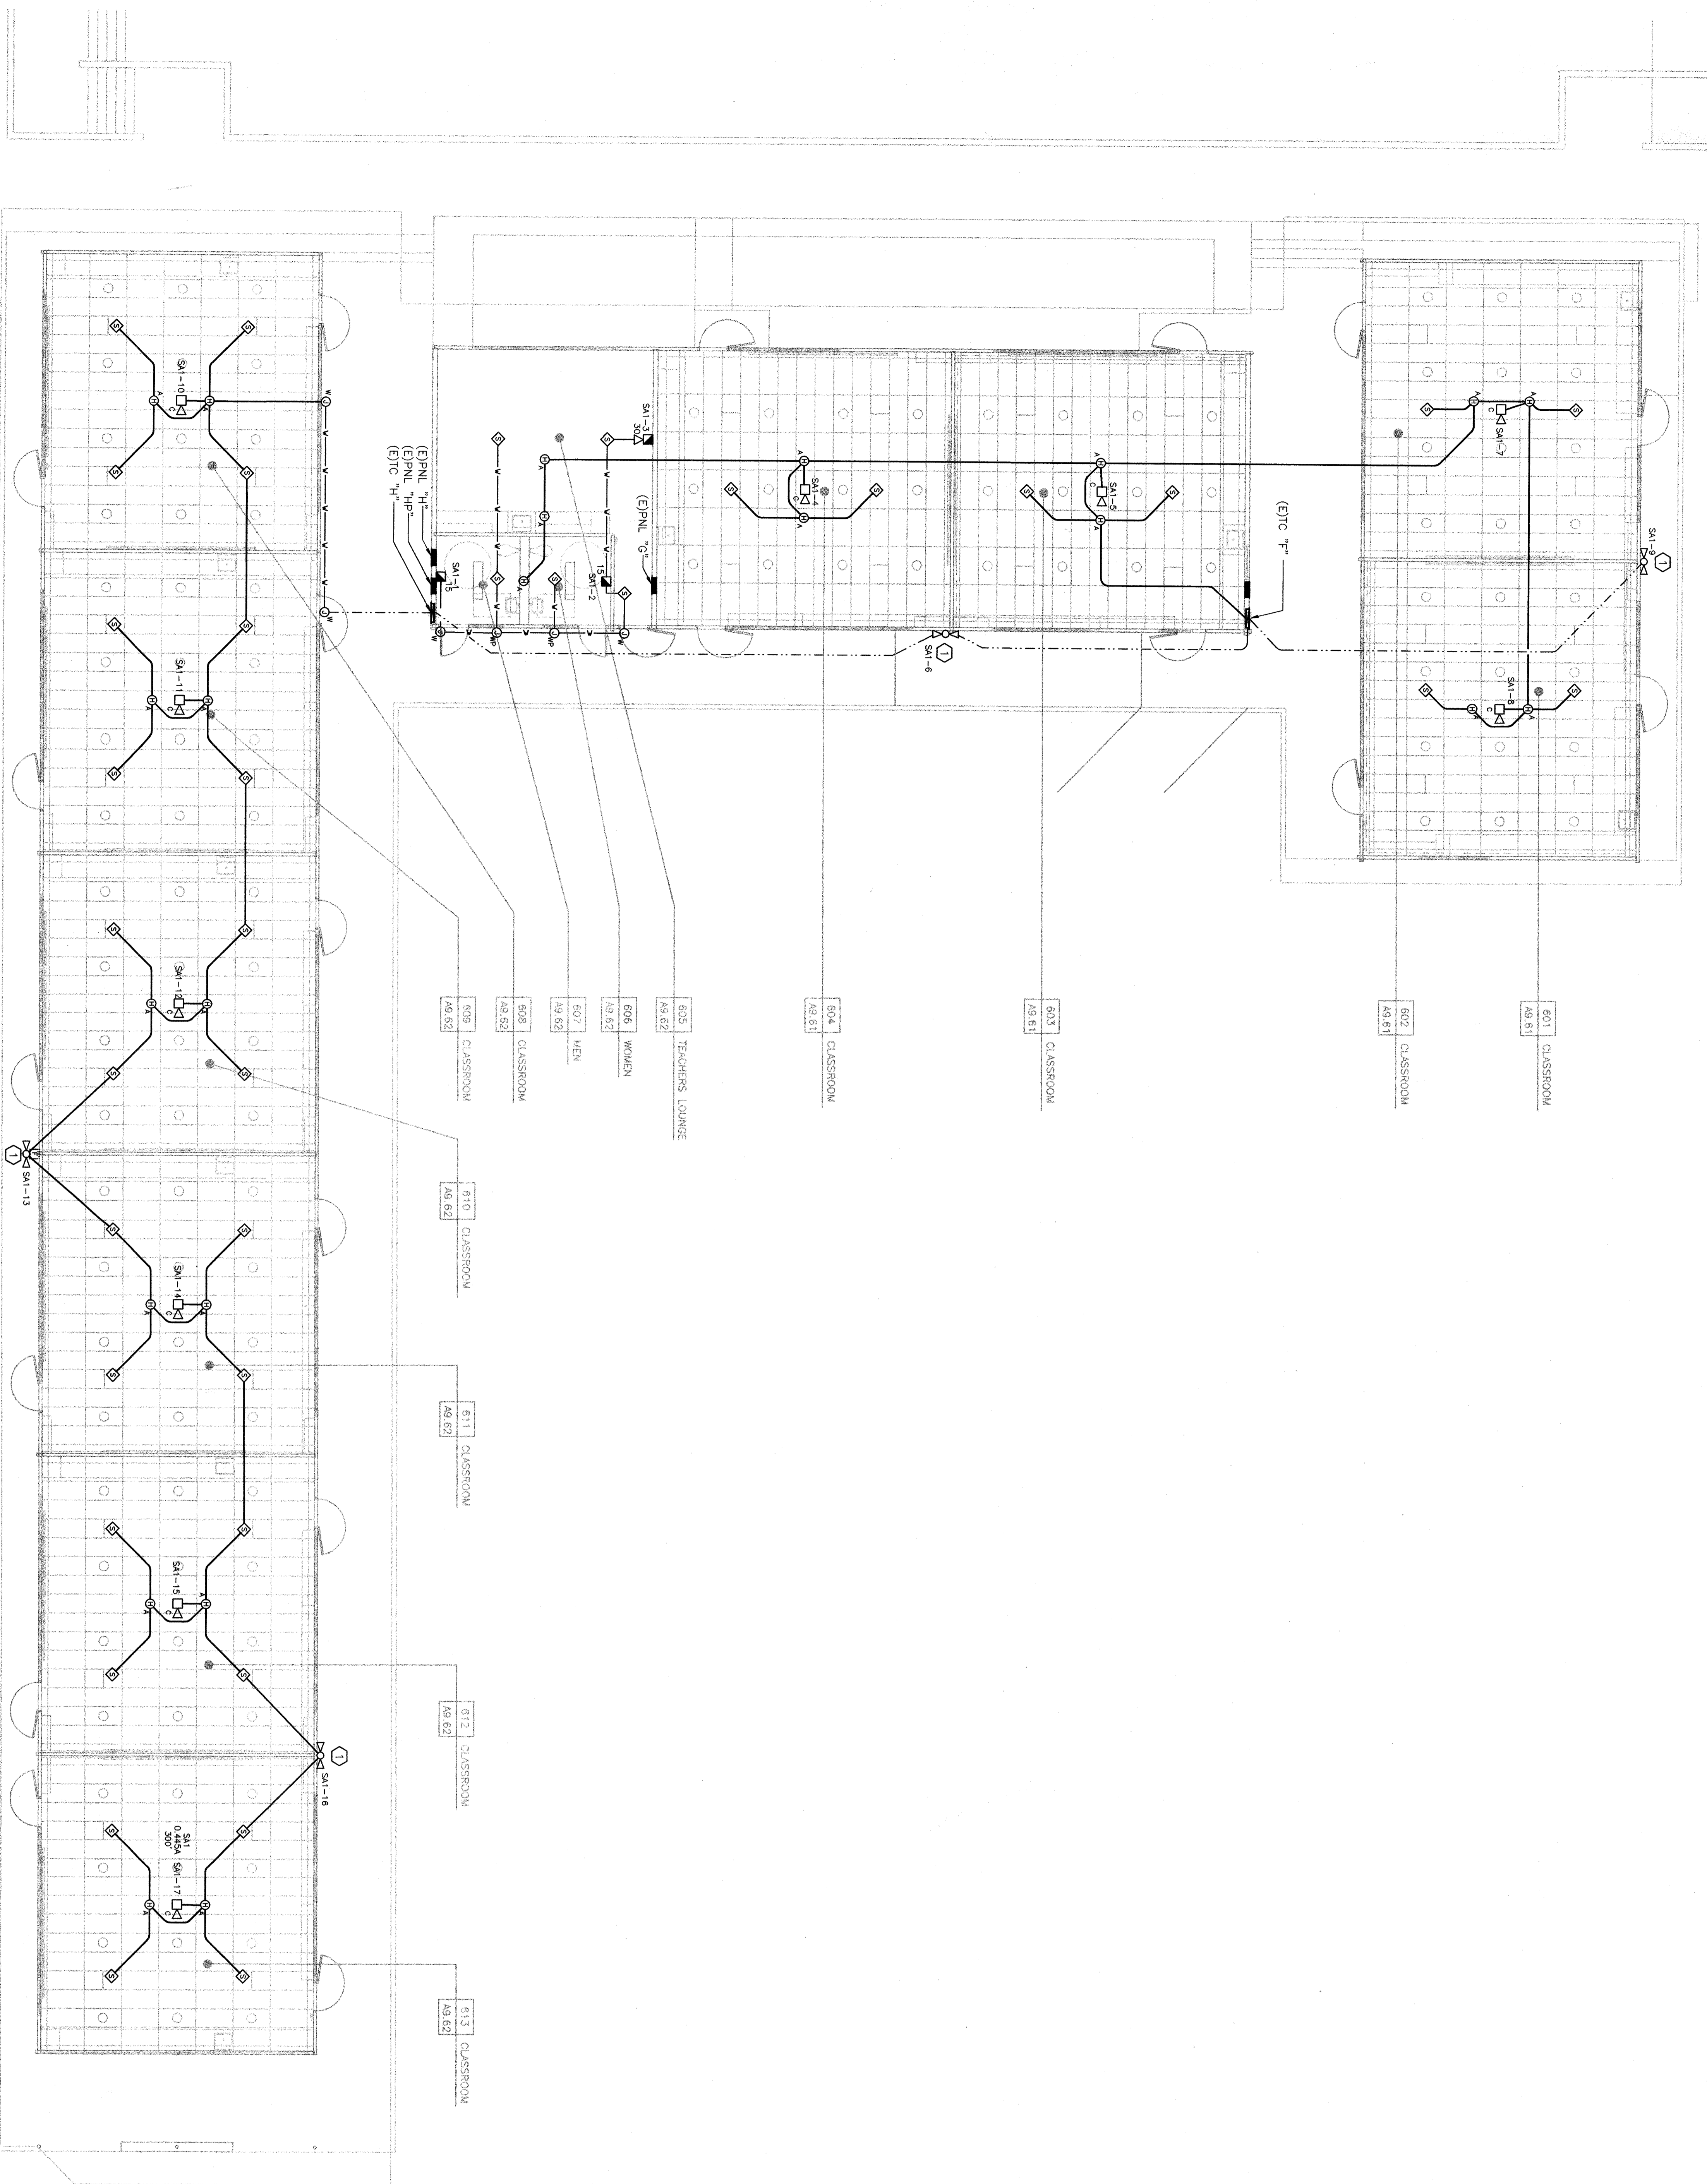 601
A9.61
CLASSROOM
602
A9.61
CLASSROOM
603
A9.61
CLASSROOM
604
A9.61
CLASSROOM
605
A9.62
TEACHERS LOUNGE
606
A9.62
WOMEN
607
A9.62
MEN
608
A9.62
CLASSROOM
609
A9.62
CLASSROOM
610
A9.62
CLASSROOM
611
A9.62
CLASSROOM
612
A9.62
CLASSROOM
613
A9.62
CLASSROOM
SA1-9
1
SA1-7
C
SA1-8
C
(E)TC "F"
SA1-5
C
SA1-4
C
SA1-6
1
SA1-3
30
(E)PNL "G"
SA1-2
15
SA1-1
15
(E)PNL "H"
(E)PNL "HP"
(E)TC "H"
SA1-10
C
SA1-11
C
SA1-12
C
SA1-13
1
SA1-14
C
SA1-15
C
SA1-16
1
SA1
0.445A
300'
SA1-17
C